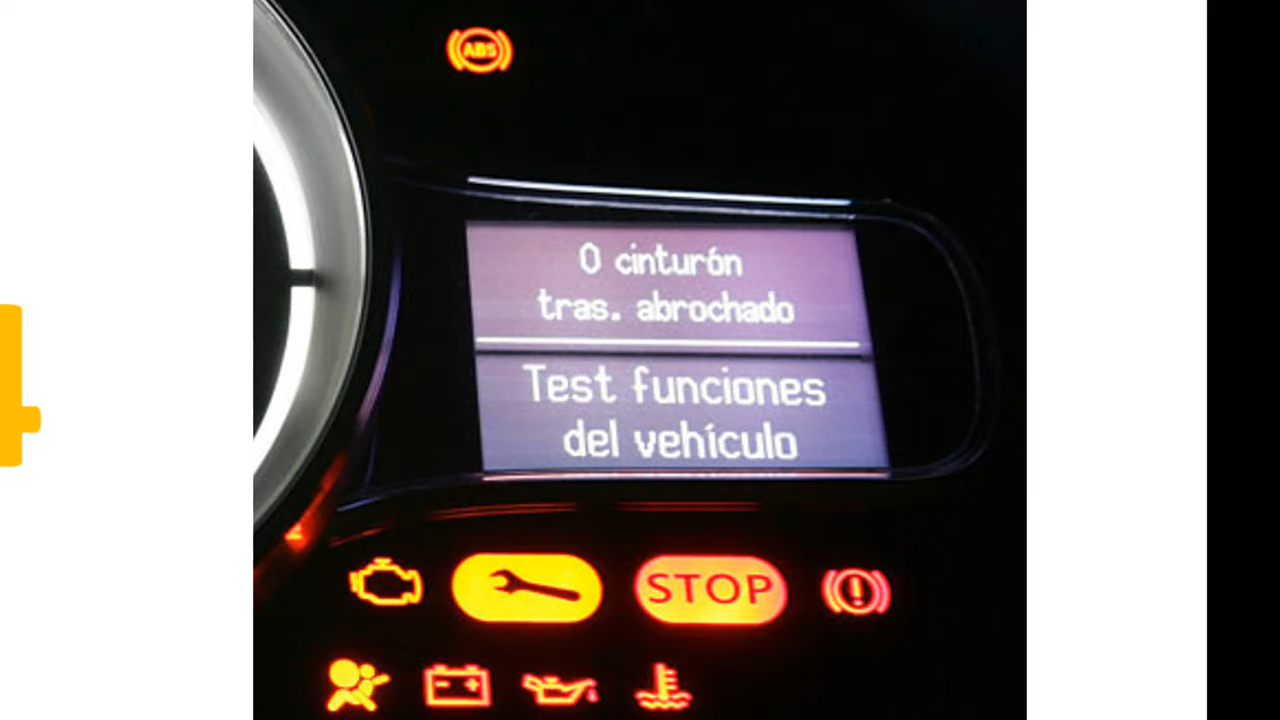 ABS
0 cinturón
tras. abrochado
Test funciones
del vehículo
STOP